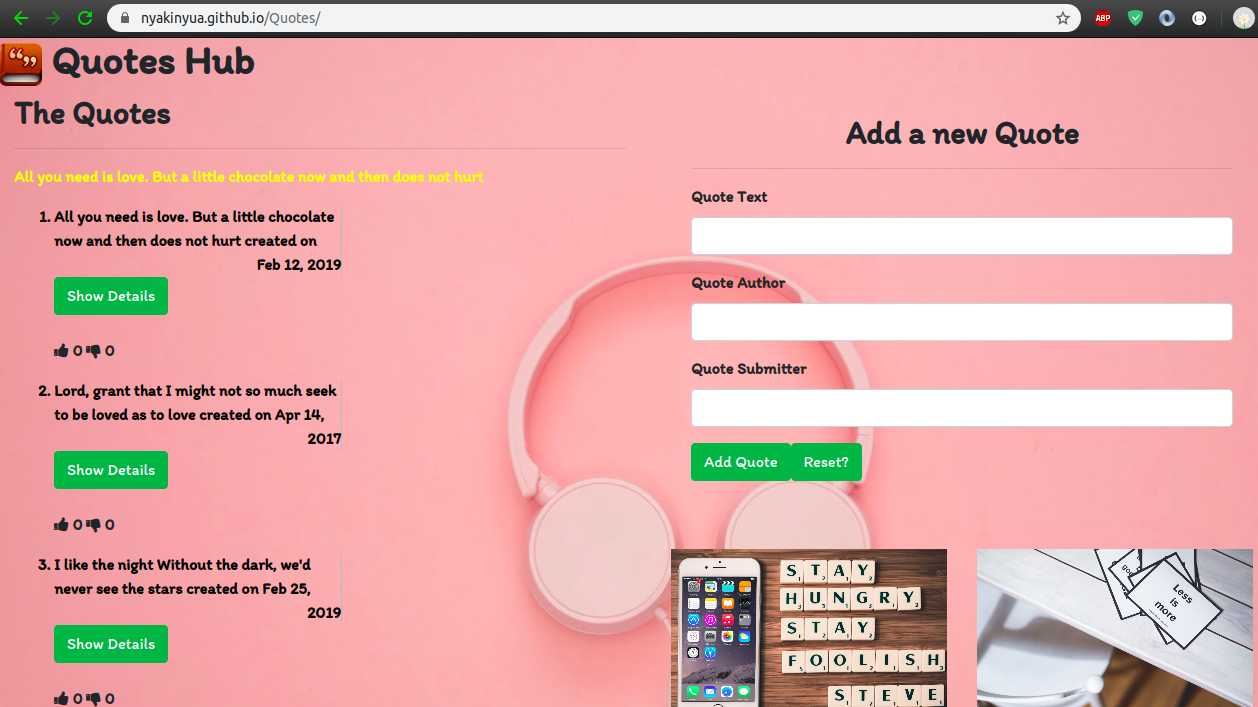 nyakinyua.github.io/Quotes/
ABP
Quotes Hub
The Quotes
All you need is love. But a little chocolate now and then does not hurt
1. All you need is love. But a little chocolate
now and then does not hurt created on
Feb 12, 2019
Show Details
0 0
2. Lord, grant that I might not so much seek
to be loved as to love created on Apr 14,
2017
Show Details
0 0
3. I like the night Without the dark, we'd
never see the stars created on Feb 25,
2019
Show Details
0 0
Add a new Quote
Quote Text
Quote Author
Quote Submitter
Add Quote Reset?
STAY
HUNGRY
STAY
FOOLISH
STEVE
Less
is
more